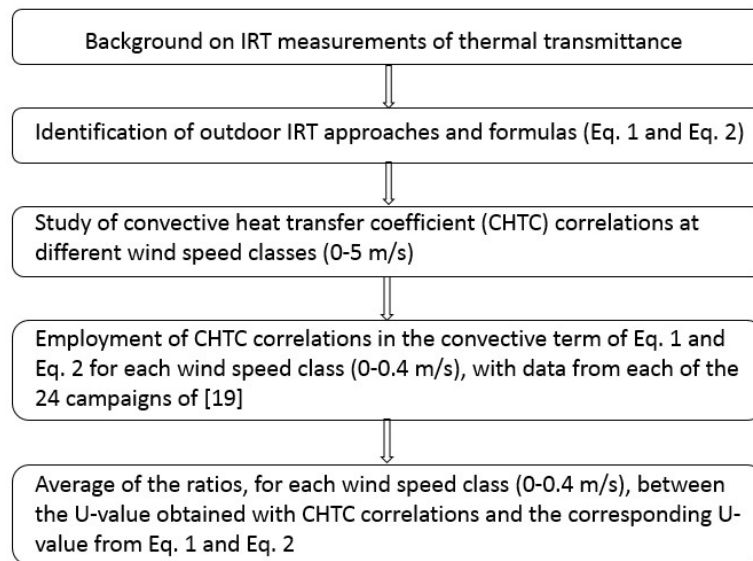 Background on IRT measurements of thermal transmittance
Identification of outdoor IRT approaches and formulas (Eq. 1 and Eq. 2)
Study of convective heat transfer coefficient (CHTC) correlations at
different wind speed classes (0-5 m/s)
Employment of CHTC correlations in the convective term of Eq. 1 and
Eq. 2 for each wind speed class (0-0.4 m/s), with data from each of the
24 campaigns of [19]
Average of the ratios, for each wind speed class (0-0.4 m/s), between
the U-value obtained with CHTC correlations and the corresponding U-
value from Eq. 1 and Eq. 2